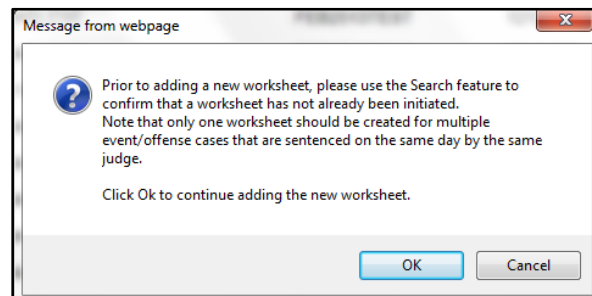 Message from webpage
Prior to adding a new worksheet, please use the Search feature to
confirm that a worksheet has not already been initiated.
Note that only one worksheet should be created for multiple
event/offense cases that are sentenced on the same day by the same
judge.
Click Ok to continue adding the new worksheet.
OK
Cancel